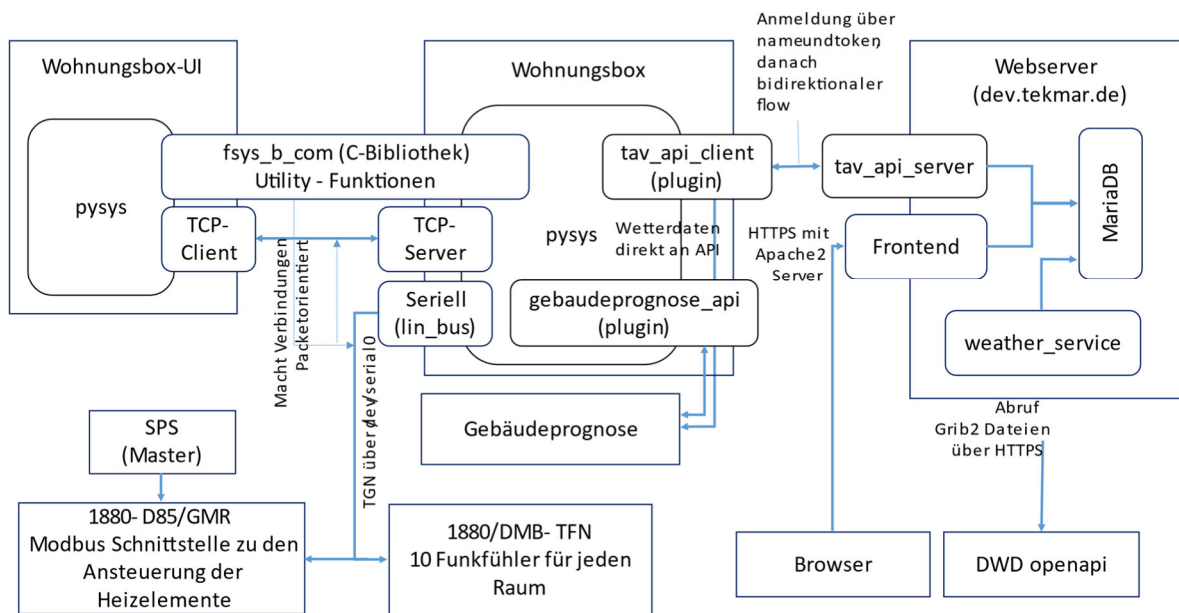 Wohnungsbox-UI
pysys
fsys_b_com (C-Bibliothek)
Utility - Funktionen
TCP-
Client
Macht Verbindungen
Packetorientiert
Wohnungsbox
TCP-
Server
Seriell
(lin_bus)
pysys
tav_api_client
(plugin)
Wetterdaten
direkt an API
gebaudeprognose_api
(plugin)
TGN über /dev/serial0
Gebäudeprognose
Anmeldung über
nameundtoken,
danach
bidirektionaler
flow
HTTPS mit
Apache2
Server
Webserver
(dev.tekmar.de)
tav_api_server
Frontend
MariaDB
weather_service
Abruf
Grib2 Dateien
über HTTPS
SPS
(Master)
1880- D85/GMR
Modbus Schnittstelle zu den
Ansteuerung der
Heizelemente
1880/DMB- TFN
10 Funkfühler für jeden
Raum
Browser
DWD openapi